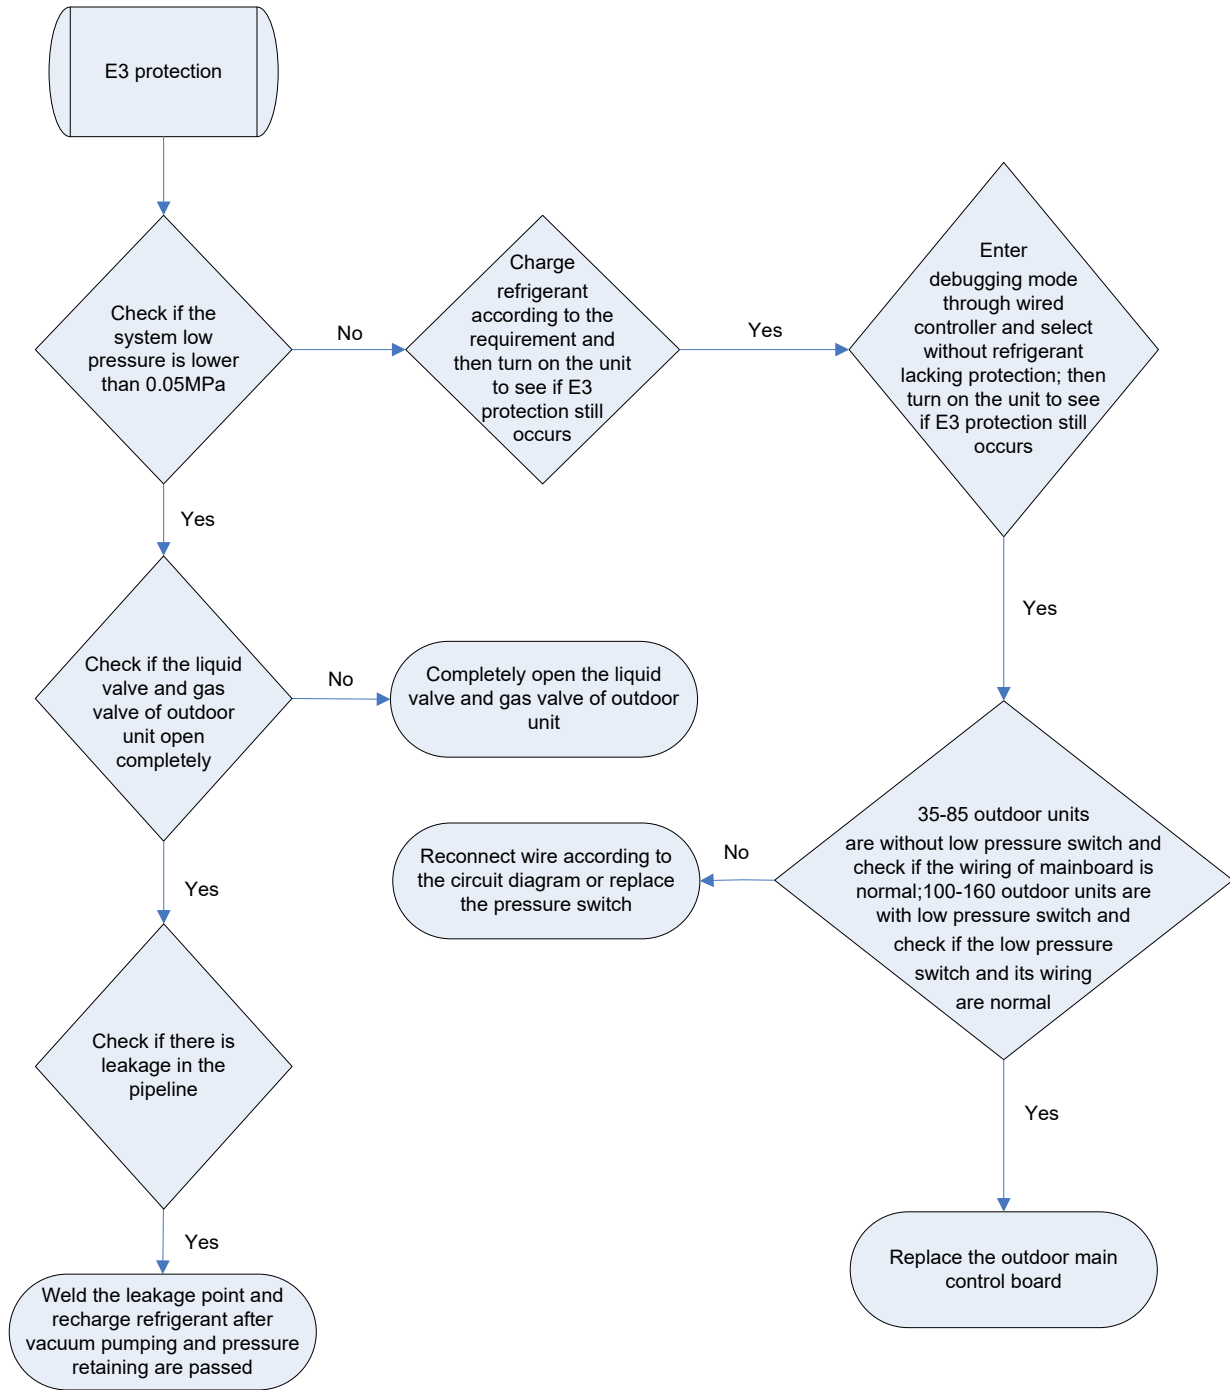 E3 protection
Check if the
system low
pressure is lower
than 0.05MPa
No
Charge
refrigerant
according to the
requirement and
then turn on the unit
to see if E3
protection still
occurs
Yes
Enter
debugging mode
through wired
controller and select
without refrigerant
lacking protection; then
turn on the unit to see
if E3 protection still
occurs
Yes
Yes
Check if the liquid
valve and gas
valve of outdoor
unit open
completely
No
Completely open the liquid
valve and gas valve of outdoor
unit
35-85 outdoor units
are without low pressure switch and
check if the wiring of mainboard is
normal;100-160 outdoor units are
with low pressure switch and
check if the low pressure
switch and its wiring
are normal
No
Reconnect wire according to
the circuit diagram or replace
the pressure switch
Yes
Check if there is
leakage in the
pipeline
Yes
Yes
Weld the leakage point and
recharge refrigerant after
vacuum pumping and pressure
retaining are passed
Replace the outdoor main
control board